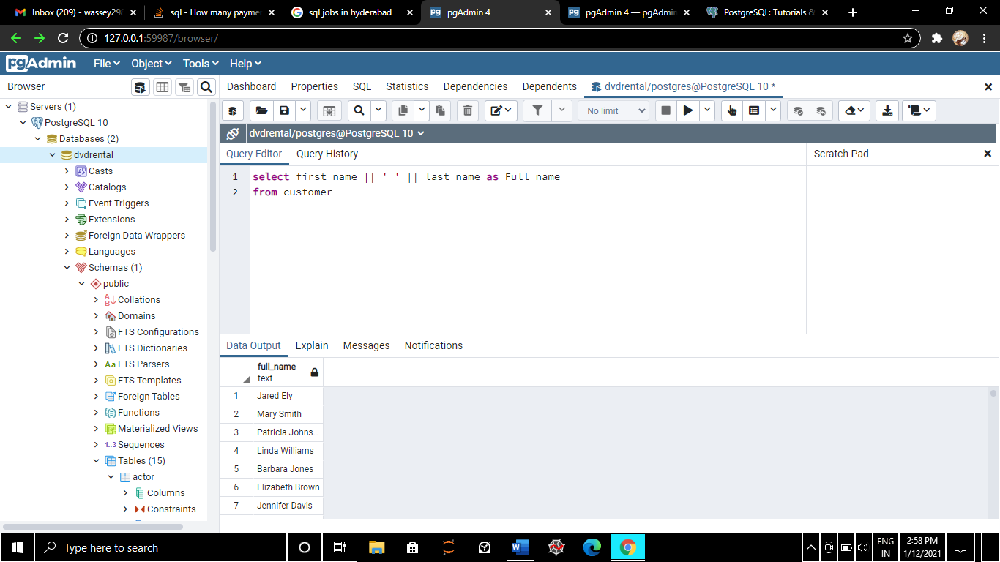 Inbox (209) - wassey298
sql - How many payme
sql jobs in hyderabad
pgAdmin 4
pgAdmin 4 — pgAdmin
PostgreSQL: Tutorials &
127.0.0.1:59987/browser/
pgAdmin File Object Tools Help
Browser
Dashboard Properties SQL Statistics Dependencies Dependents dvdrental/postgres@PostgreSQL 10 *
No limit
dvdrental/postgres@PostgreSQL 10
Query Editor Query History
Scratch Pad
1 select first_name || ' ' || last_name as Full_name
2 from customer
Servers (1)
PostgreSQL 10
Databases (2)
dvdrental
Casts
Catalogs
Event Triggers
Extensions
Foreign Data Wrappers
Languages
Schemas (1)
public
Collations
Domains
FTS Configurations
FTS Dictionaries
Aa FTS Parsers
FTS Templates
Foreign Tables
Functions
Materialized Views
1..3 Sequences
Tables (15)
actor
Columns
Constraints
Data Output Explain Messages Notifications
full_name
text
1 Jared Ely
2 Mary Smith
3 Patricia Johns...
4 Linda Williams
5 Barbara Jones
6 Elizabeth Brown
7 Jennifer Davis
Type here to search
ENG
IN
2:58 PM
1/12/2021